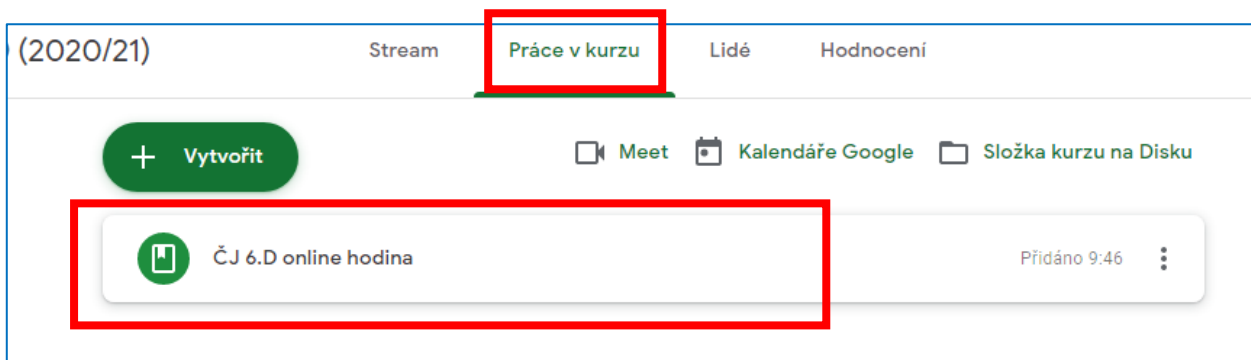 (2020/21) Stream Práce v kurzu Lidé Hodnocení
Vytvořit Meet Kalendáře Google Složka kurzu na Disku
ČJ 6.D online hodina Přidáno 9:46